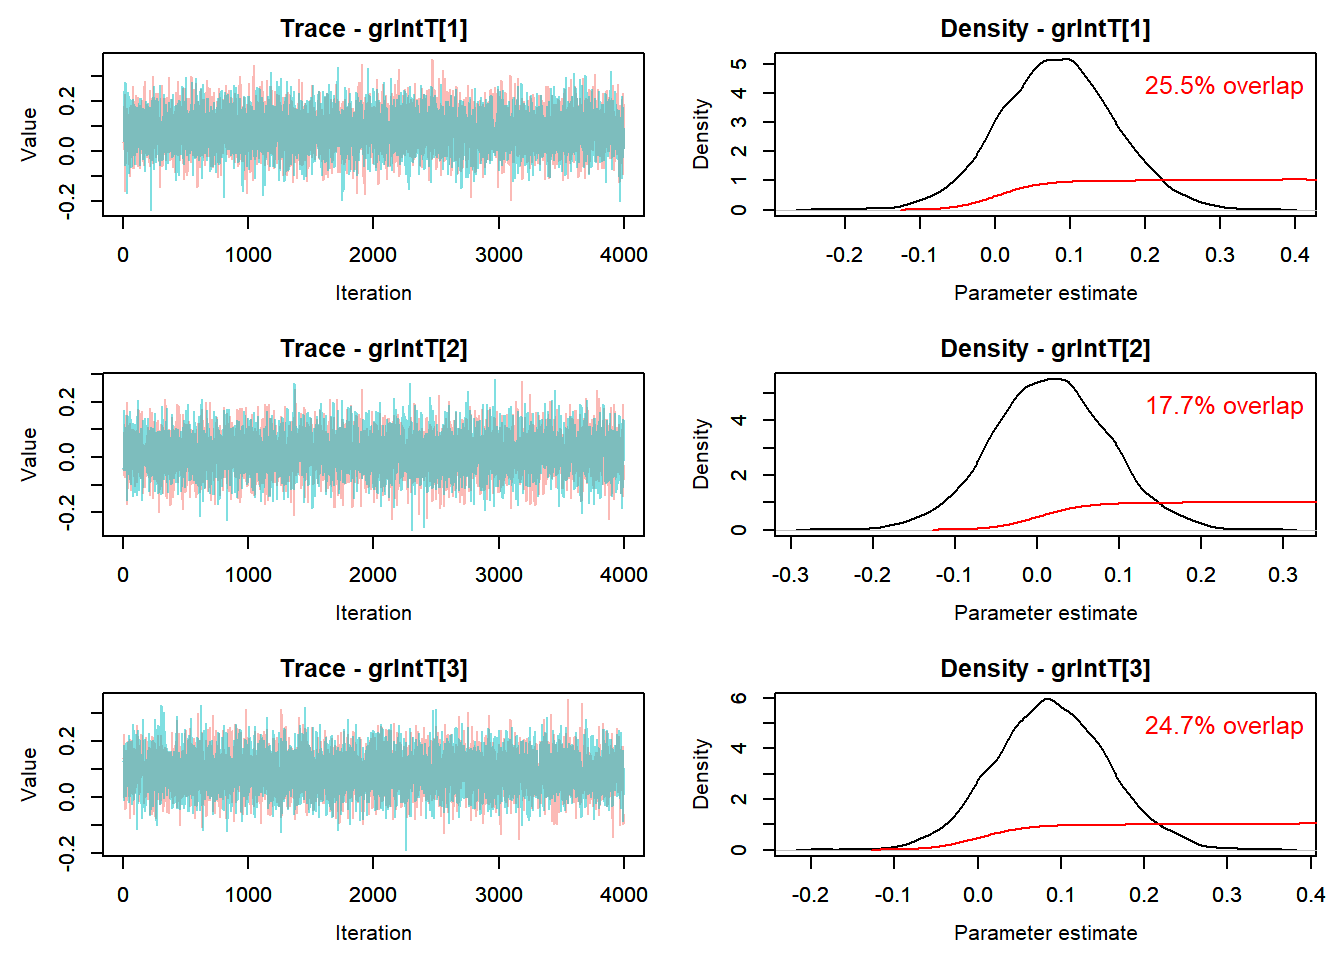 Trace - grIntT[1]
Value
-0.2 0.0 0.2
0 1000 2000 3000 4000
Iteration
Density - grIntT[1]
25.5% overlap
Density
0 1 2 3 4 5
-0.2 -0.1 0.0 0.1 0.2 0.3 0.4
Parameter estimate
Trace - grIntT[2]
Value
-0.2 0.0 0.2
0 1000 2000 3000 4000
Iteration
Density - grIntT[2]
17.7% overlap
Density
0 2 4
-0.3 -0.2 -0.1 0.0 0.1 0.2 0.3
Parameter estimate
Trace - grIntT[3]
Value
-0.2 0.0 0.2
0 1000 2000 3000 4000
Iteration
Density - grIntT[3]
24.7% overlap
Density
0 2 4 6
-0.2 -0.1 0.0 0.1 0.2 0.3 0.4
Parameter estimate